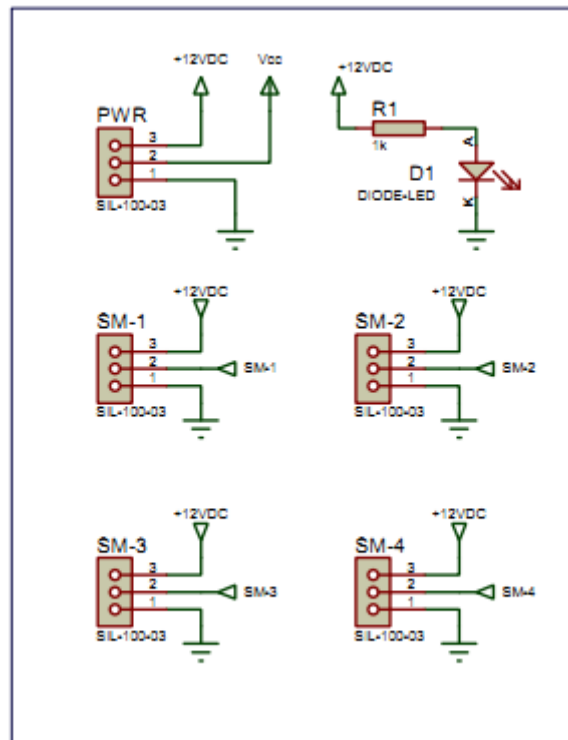 +12VDC
Vcc
+12VDC
PWR
3
2
1
SIL-100-03
R1
1k
A
D1
DIODE-LED
K
+12VDC
SM-1
3
2
1
SM-1
SIL-100-03
+12VDC
SM-2
3
2
1
SM-2
SIL-100-03
+12VDC
SM-3
3
2
1
SM-3
SIL-100-03
+12VDC
SM-4
3
2
1
SM-4
SIL-100-03